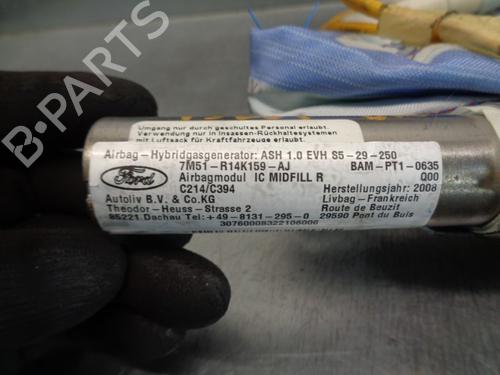 Umgang nur durch geschultes Personal erlaubt.
Verwendung nur in Insassen-Rückhaltesystemen
mit Luftsack für Kraftfahrzeuge erlaubt.
Airbag-Hybridgasgenerator: ASH 1.0 EVH S5-29-250
7M51-R14K159-AJ BAM-PT1-0635
Ford Airbagmodul IC MIDFILL R Q00
C214/C394 Herstellungsjahr: 2008
Autoliv B.V. & Co.KG Livbag-Frankreich
Theodor-Heuss-Strasse 2 Route de Beuzit
85221 Dachau Tel:+49-8131-295-0 29590 Pont du Buis
30760008322106006
B-PARTS